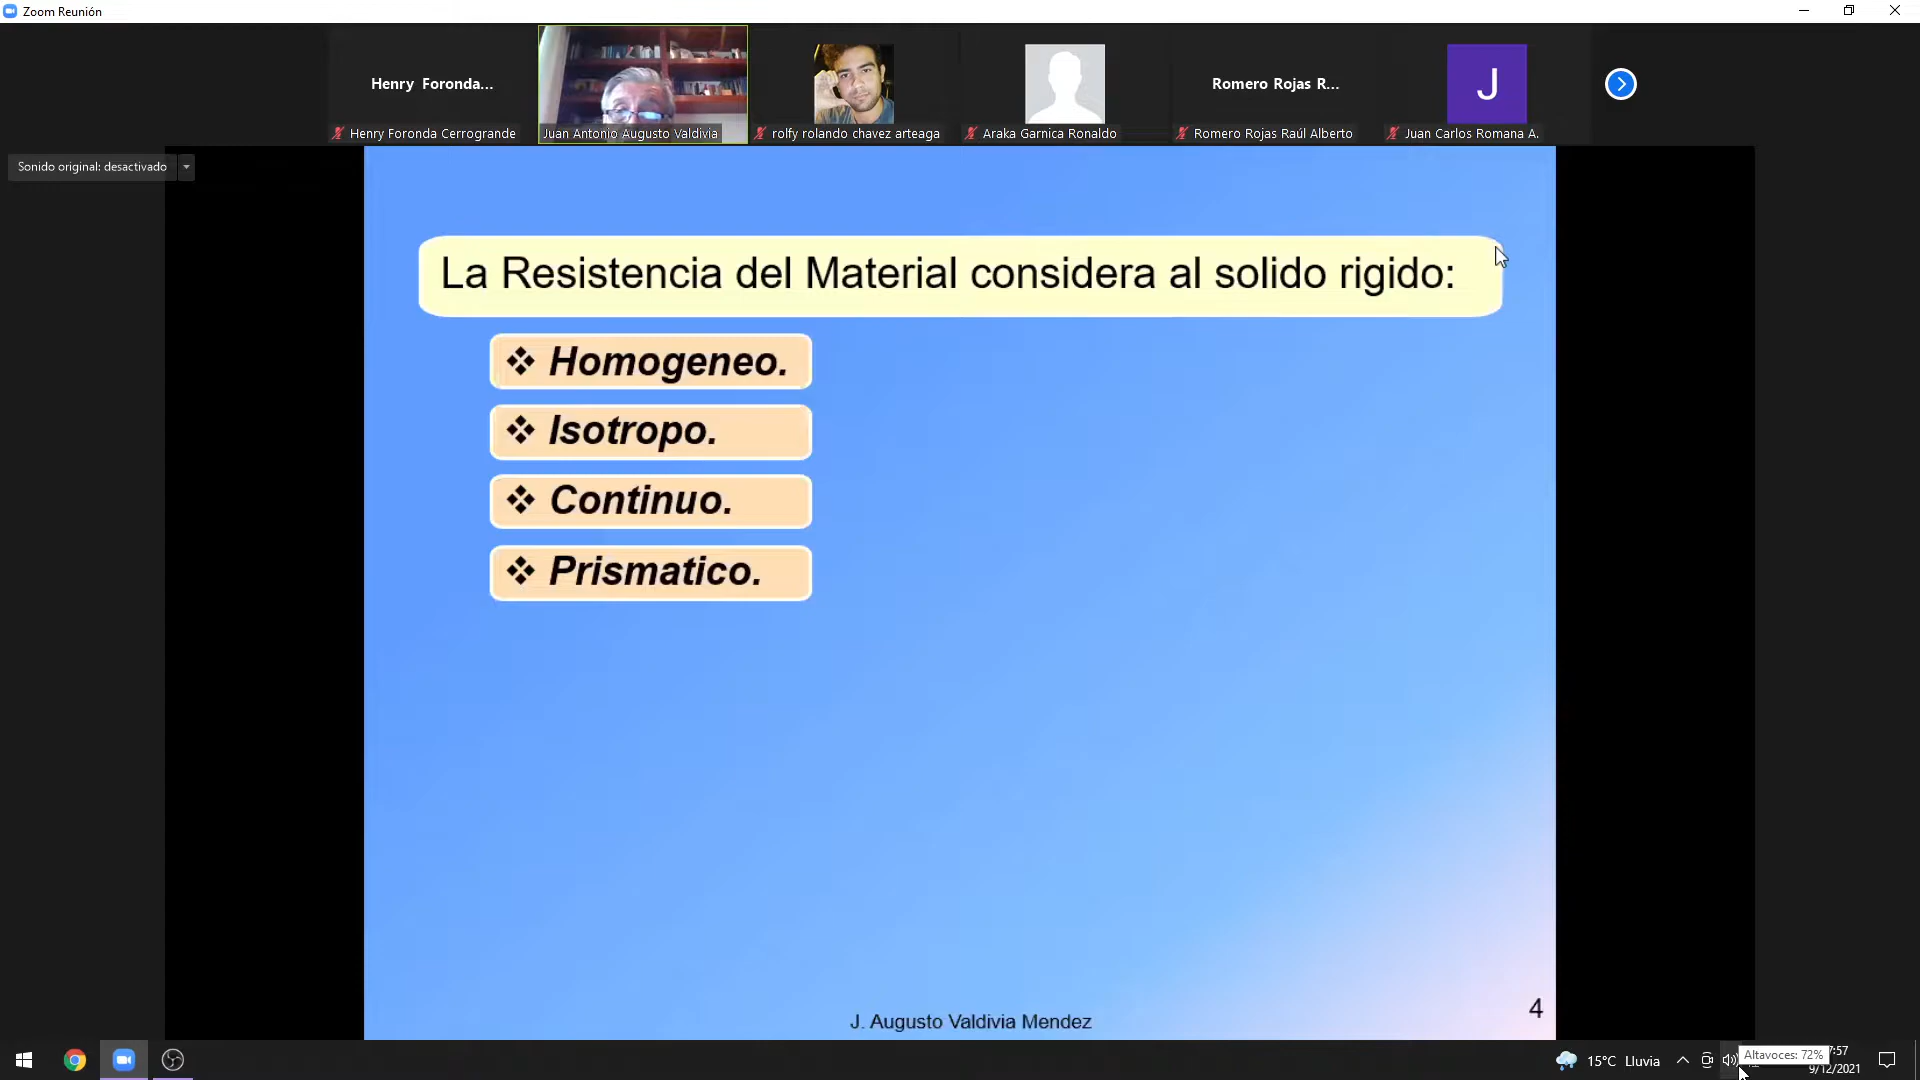 Zoom Reunión
Henry Foronda...
Romero Rojas R...
J
Henry Foronda Cerrogrande
Juan Antonio Augusto Valdivia
rolfy rolando chavez arteaga
Araka Garnica Ronaldo
Romero Rojas Raúl Alberto
Juan Carlos Romana A.
Sonido original: desactivado
La Resistencia del Material considera al solido rigido:
❖ Homogeneo.
❖ Isotropo.
❖ Continuo.
❖ Prismatico.
J. Augusto Valdivia Mendez
4
15°C Lluvia
Altavoces: 72%
:57
9/12/2021